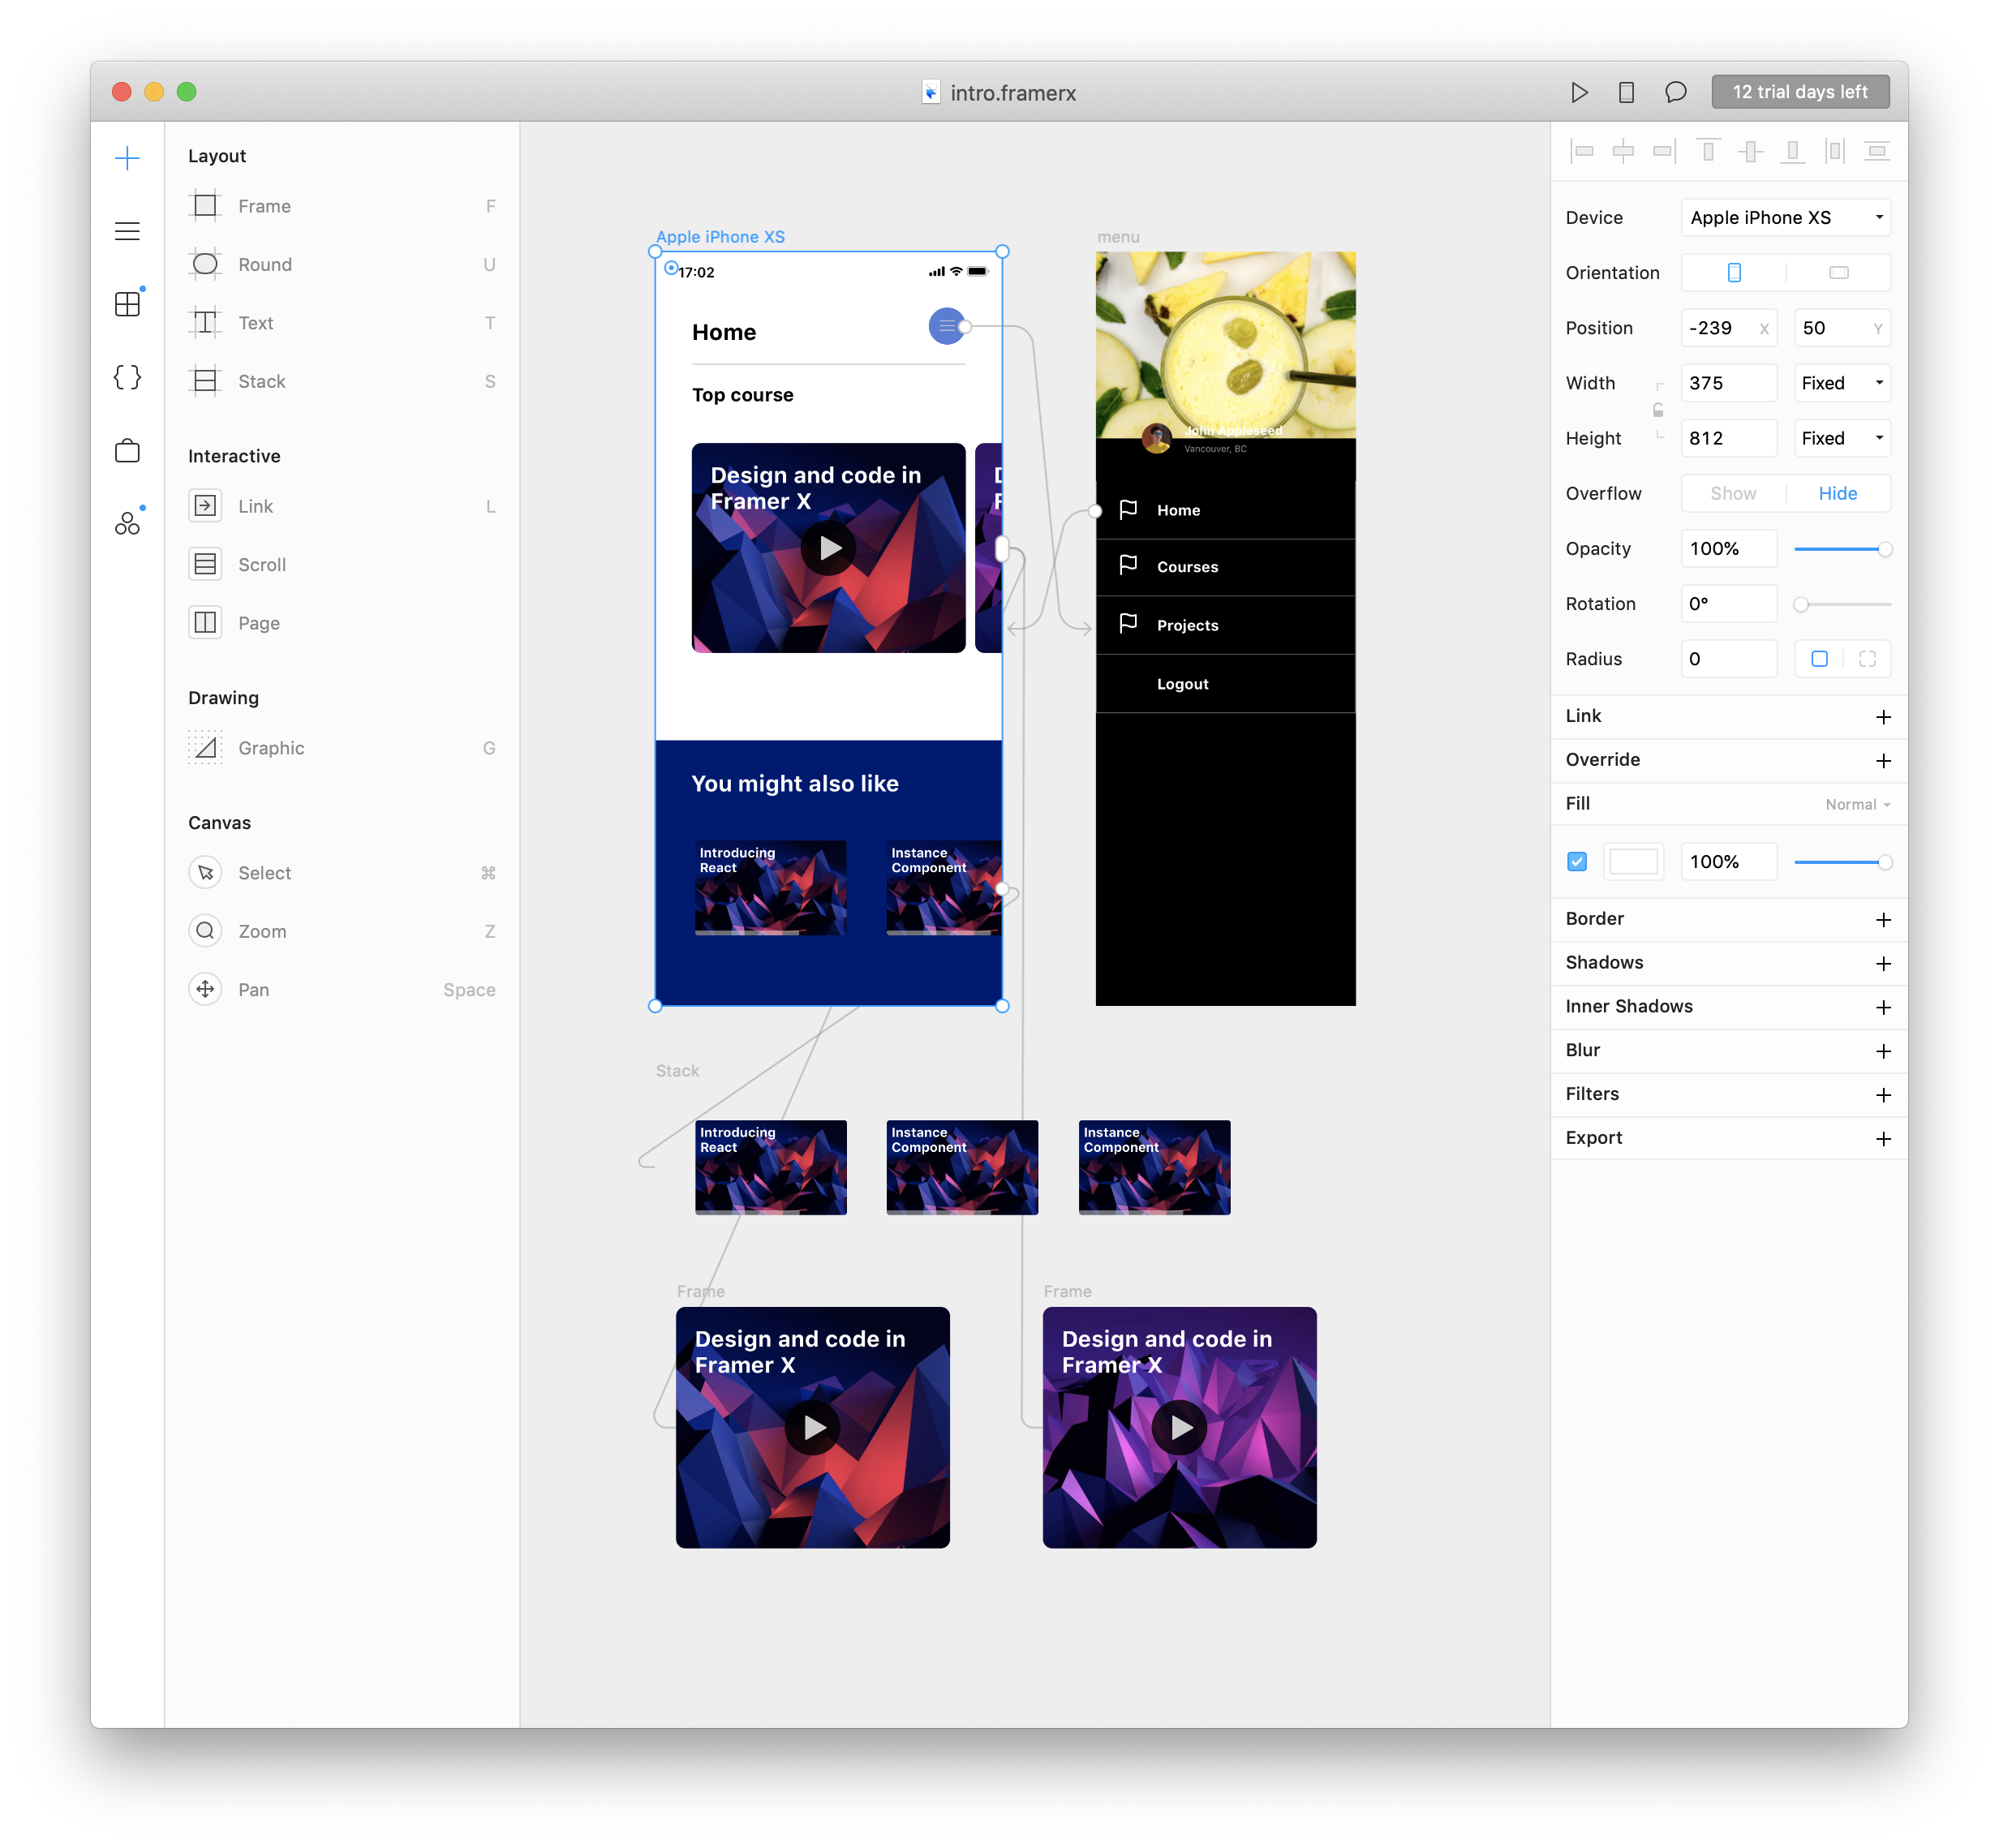 intro.framerx
12 trial days left
Layout
Frame F
Round U
Text T
Stack S
Interactive
Link L
Scroll
Page
Drawing
Graphic G
Canvas
Select ⌘
Zoom Z
Pan Space
Apple iPhone XS
17:02
Home
Top course
Design and code in
Framer X
D
F
You might also like
Introducing
React
Instance
Component
menu
John Appleseed
Vancouver, BC
Home
Courses
Projects
Logout
Stack
Introducing
React
Instance
Component
Instance
Component
Frame
Design and code in
Framer X
Frame
Design and code in
Framer X
Device Apple iPhone XS
Orientation
Position -239 X 50 Y
Width 375 Fixed
Height 812 Fixed
Overflow Show Hide
Opacity 100%
Rotation 0°
Radius 0
Link
Override
Fill Normal
100%
Border
Shadows
Inner Shadows
Blur
Filters
Export